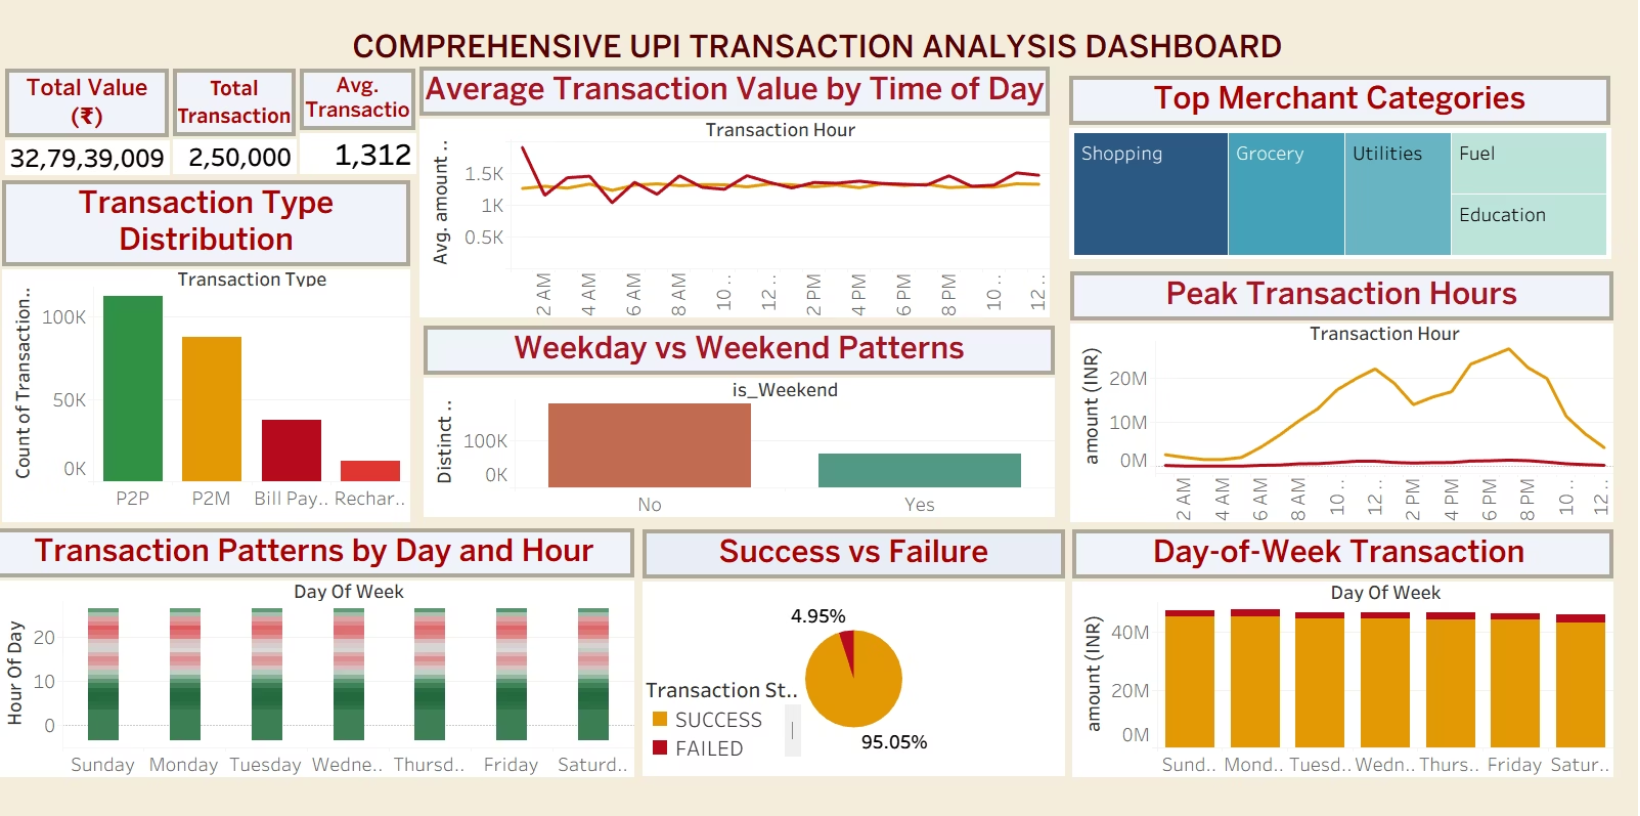 COMPREHENSIVE UPI TRANSACTION ANALYSIS DASHBOARD
Total Value
(₹)
32,79,39,009
Total
Transaction
2,50,000
Avg.
Transactio
1,312
Transaction Type
Distribution
Transaction Type
Count of Transaction..
100K
50K
0K
P2P
P2M
Bill Pay..
Rechar..
Average Transaction Value by Time of Day
Transaction Hour
Avg. amount ..
1.5K
1K
0.5K
2 AM
4 AM
6 AM
8 AM
10 ..
12 ..
2 PM
4 PM
6 PM
8 PM
10 ..
12 ..
Weekday vs Weekend Patterns
is_Weekend
Distinct ..
100K
0K
No
Yes
Top Merchant Categories
Shopping
Grocery
Utilities
Fuel
Education
Peak Transaction Hours
Transaction Hour
amount (INR)
20M
10M
0M
2 AM
4 AM
6 AM
8 AM
10 ..
12 ..
2 PM
4 PM
6 PM
8 PM
10 ..
12 ..
Transaction Patterns by Day and Hour
Day Of Week
Hour Of Day
20
10
0
Sunday
Monday
Tuesday
Wedne..
Thursd..
Friday
Saturd..
Success vs Failure
4.95%
Transaction St..
SUCCESS
FAILED
95.05%
Day-of-Week Transaction
Day Of Week
amount (INR)
40M
20M
0M
Sund..
Mond..
Tuesd..
Wedn..
Thurs..
Friday
Satur..